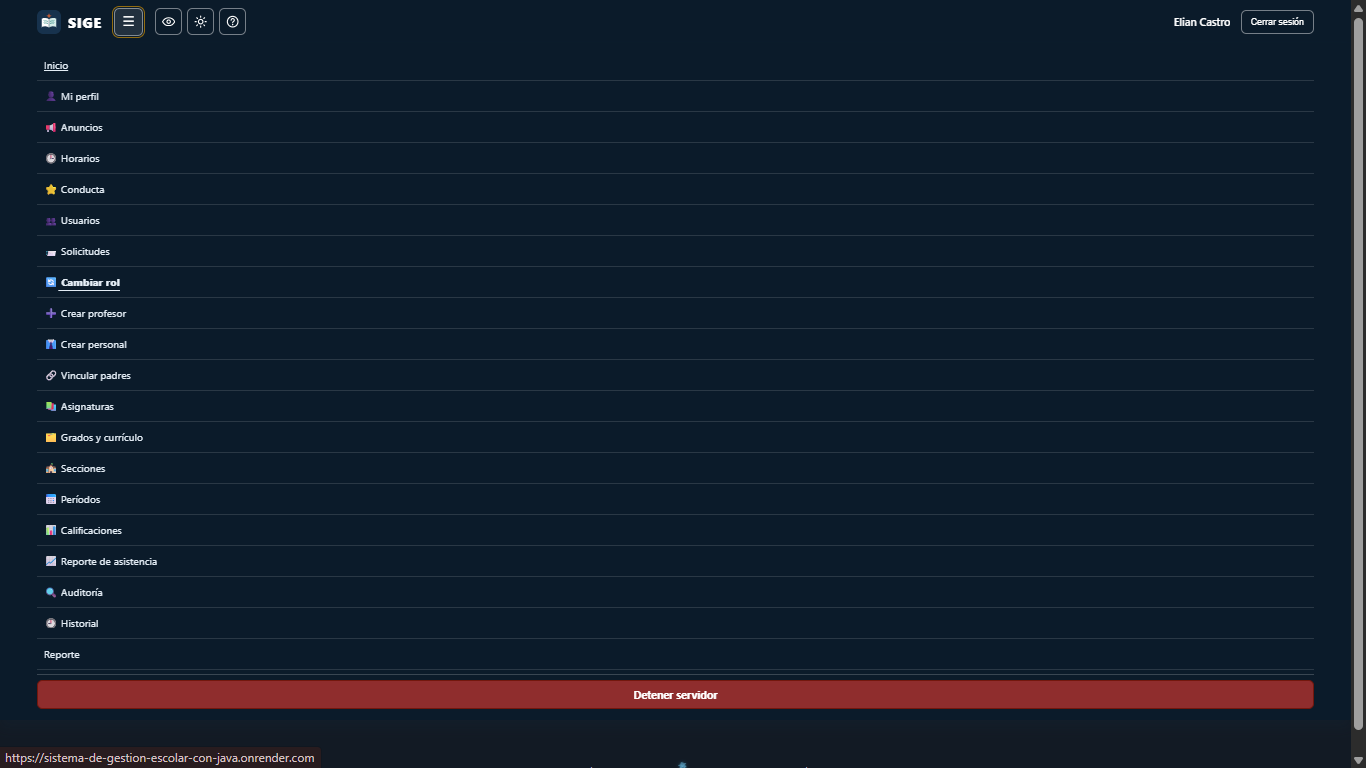 SIGE
Elian Castro
Cerrar sesión
Inicio
Mi perfil
Anuncios
Horarios
Conducta
Usuarios
Solicitudes
Cambiar rol
Crear profesor
Crear personal
Vincular padres
Asignaturas
Grados y currículo
Secciones
Períodos
Calificaciones
Reporte de asistencia
Auditoría
Historial
Reporte
Detener servidor
https://sistema-de-gestion-escolar-con-java.onrender.com